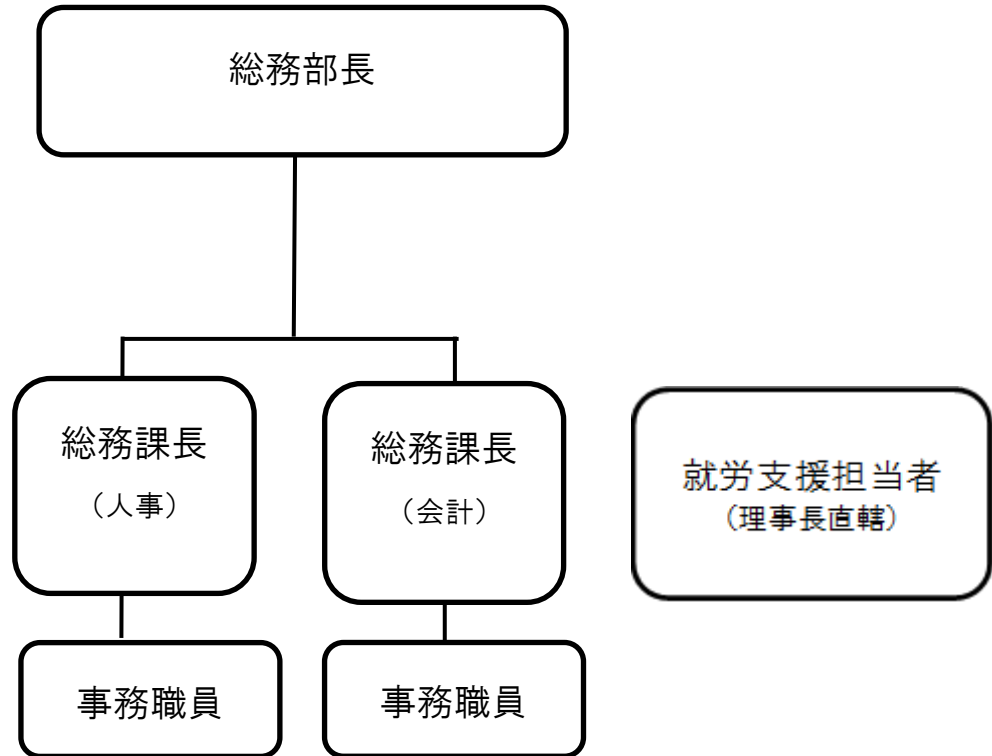 総務部長
総務課長
（人事）
総務課長
（会計）
就労支援担当者
（理事長直轄）
事務職員
事務職員